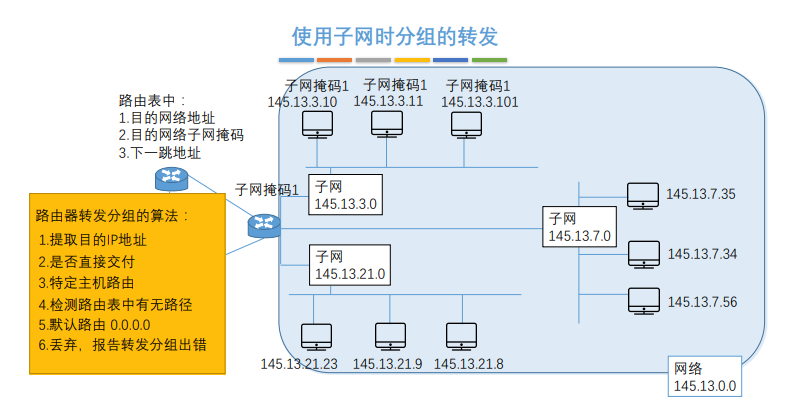 使用子网时分组的转发
子网掩码1
145.13.3.10
子网掩码1
145.13.3.11
子网掩码1
145.13.3.101
路由表中：
1.目的网络地址
2.目的网络子网掩码
3.下一跳地址
子网掩码1
子网
145.13.3.0
路由器转发分组的算法：
1.提取目的IP地址
2.是否直接交付
3.特定主机路由
4.检测路由表中有无路径
5.默认路由 0.0.0.0
6.丢弃，报告转发分组出错
子网
145.13.7.0
145.13.7.35
145.13.7.34
145.13.7.56
子网
145.13.21.0
145.13.21.23
145.13.21.9
145.13.21.8
网络
145.13.0.0